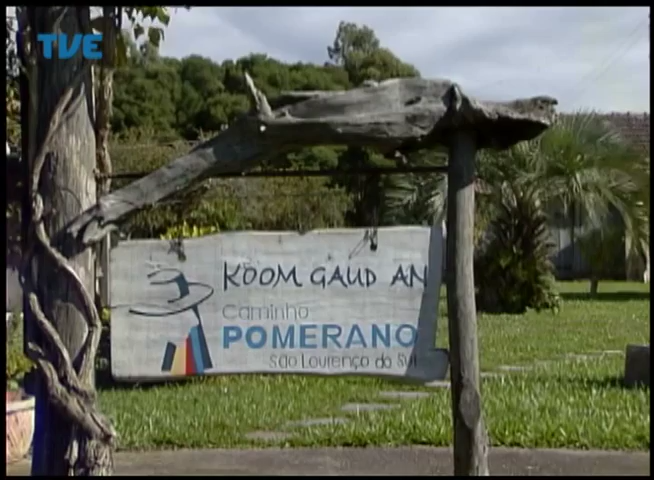 TVE
KOOM GAUD AN
Caminho
POMERANO
São Lourenço do Sul